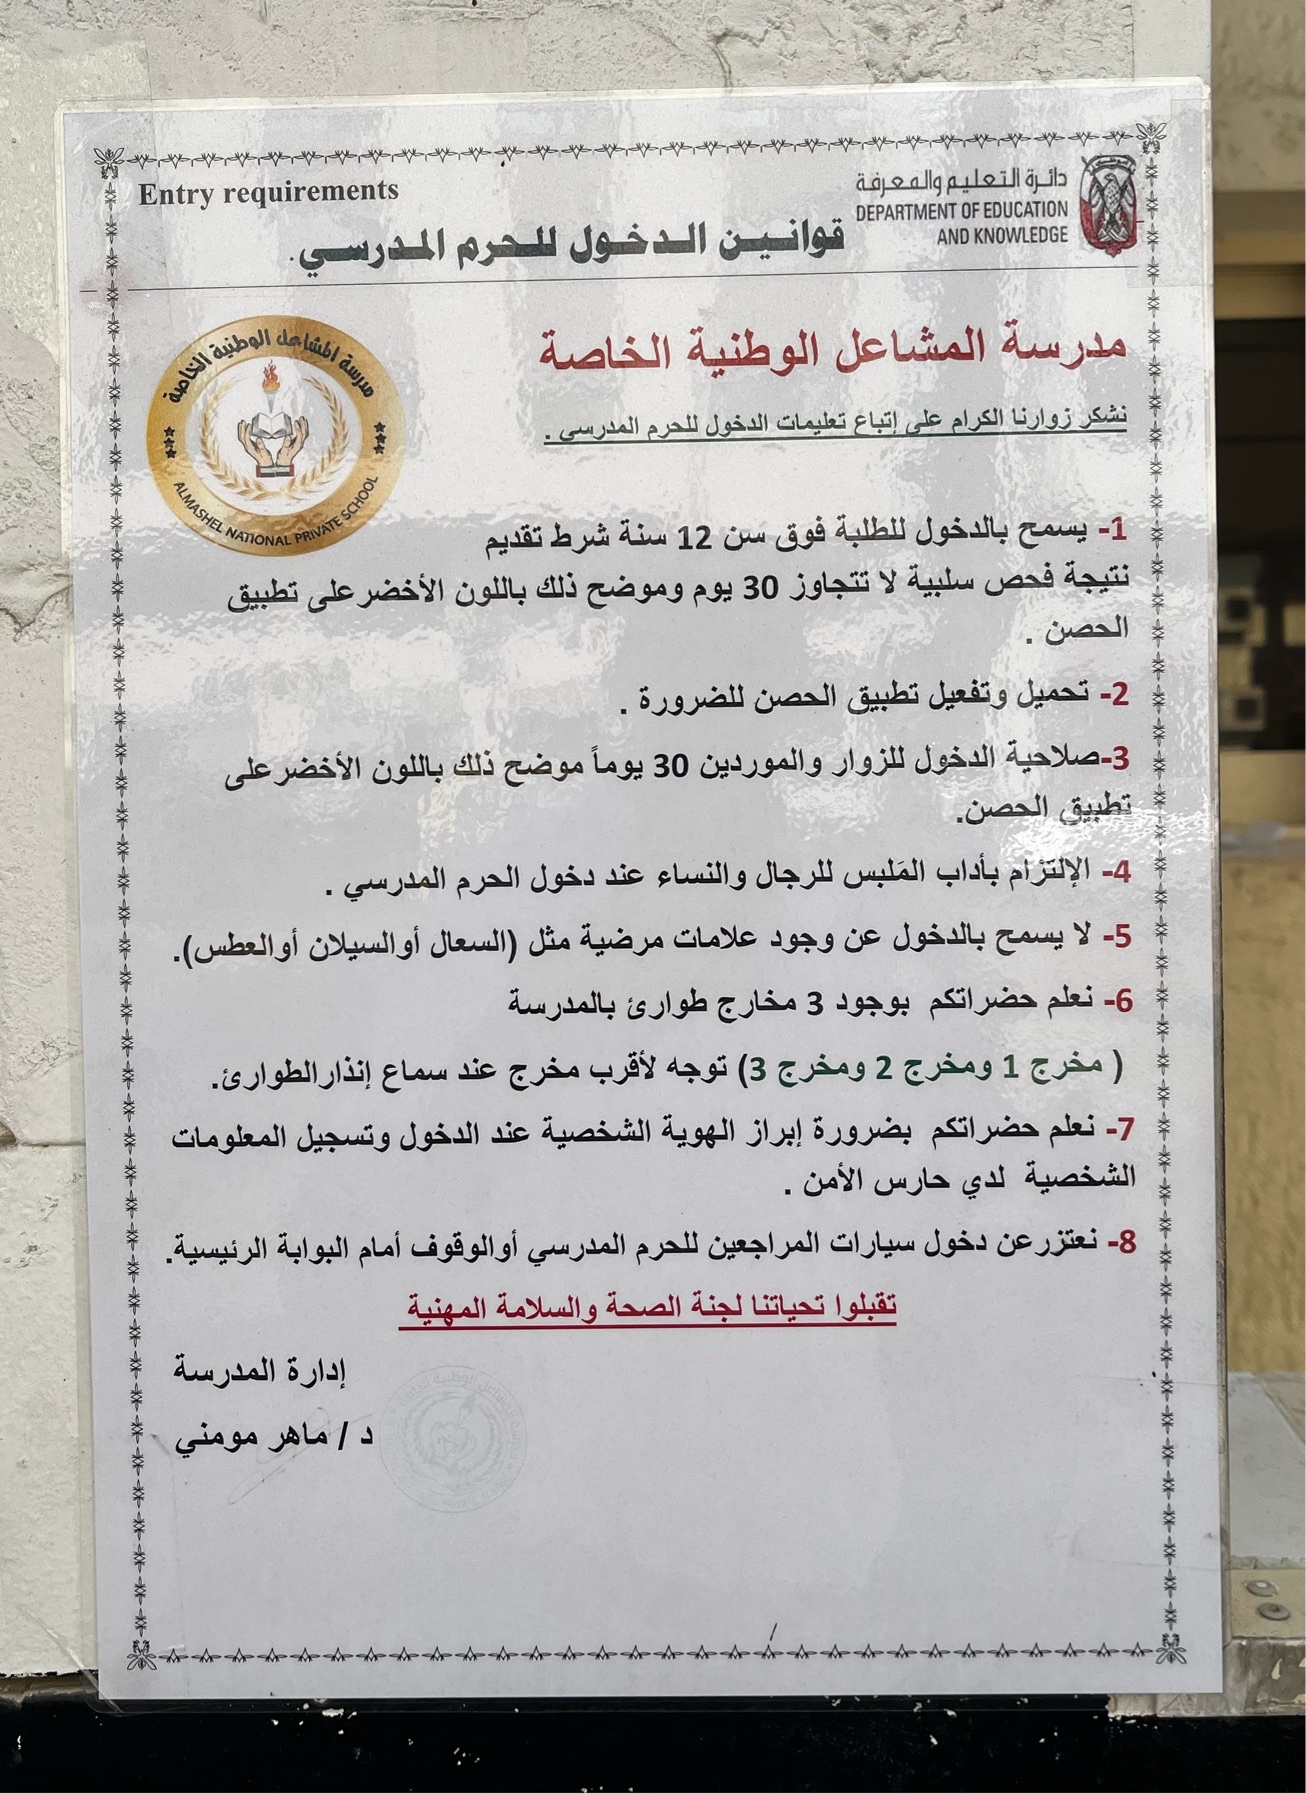 Entry requirements
دائرة التعليم والمعرفة
DEPARTMENT OF EDUCATION
AND KNOWLEDGE
قوانين الدخول للحرم المدرسي.
مدرسة المشاعل الوطنية الخاصة
ALMASHEL NATIONAL PRIVATE SCHOOL
مدرسة المشاعل الوطنية الخاصة
نشكر زوارنا الكرام على إتباع تعليمات الدخول للحرم المدرسي .
1- يسمح بالدخول للطلبة فوق سن 12 سنة شرط تقديم
نتيجة فحص سلبية لا تتجاوز 30 يوم وموضح ذلك باللون الأخضرعلى تطبيق
الحصن .
2- تحميل وتفعيل تطبيق الحصن للضرورة .
3-صلاحية الدخول للزوار والموردين 30 يوماً موضح ذلك باللون الأخضرعلى
تطبيق الحصن.
4- الإلتزام بأداب المَلبس للرجال والنساء عند دخول الحرم المدرسي .
5- لا يسمح بالدخول عن وجود علامات مرضية مثل (السعال أوالسيلان أوالعطس).
6- نعلم حضراتكم بوجود 3 مخارج طوارئ بالمدرسة
( مخرج 1 ومخرج 2 ومخرج 3) توجه لأقرب مخرج عند سماع إنذارالطوارئ.
7- نعلم حضراتكم بضرورة إبراز الهوية الشخصية عند الدخول وتسجيل المعلومات
الشخصية لدي حارس الأمن .
8- نعتزرعن دخول سيارات المراجعين للحرم المدرسي أوالوقوف أمام البوابة الرئيسية.
تقبلوا تحياتنا لجنة الصحة والسلامة المهنية
إدارة المدرسة
د / ماهر مومني